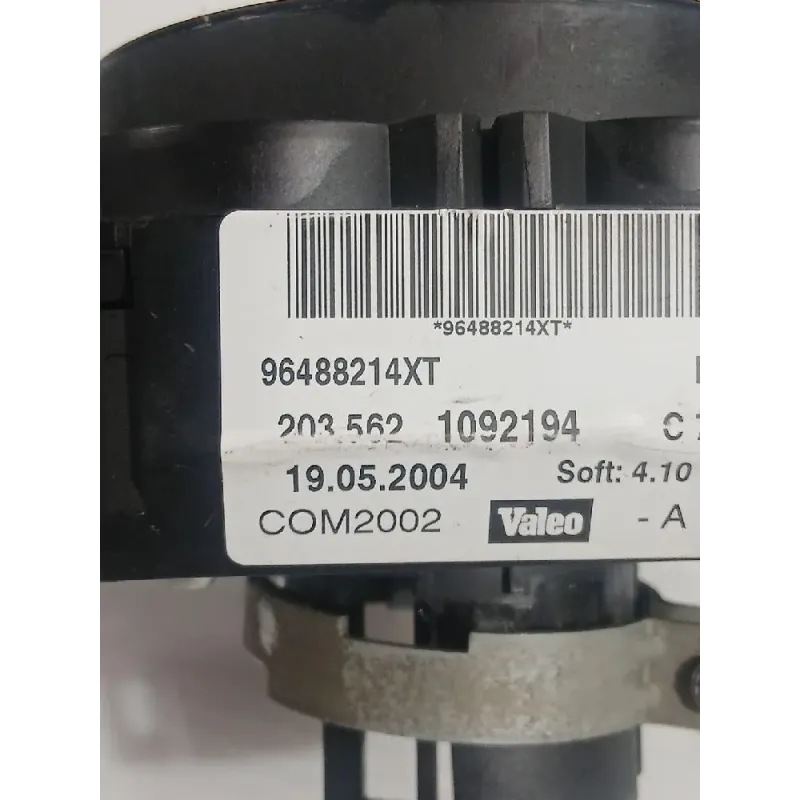 *96488214XT*
96488214XT
203.562 1092194 C
19.05.2004 Soft: 4.10
COM2002 Valeo - A